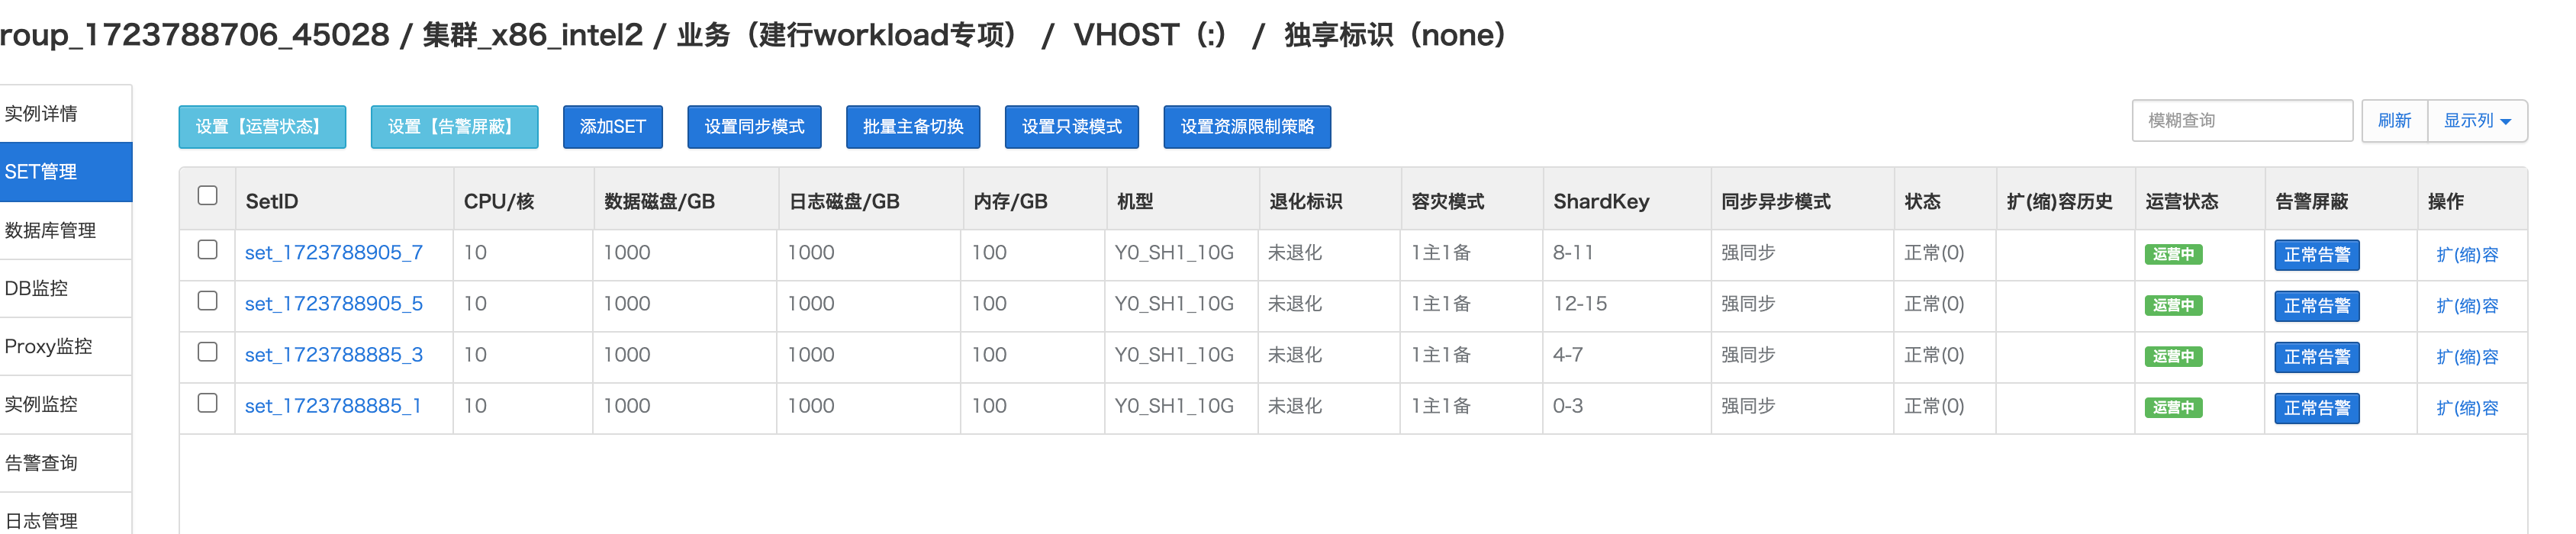 roup_1723788706_45028 / 集群_x86_intel2 / 业务（建行workload专项） / VHOST（:） / 独享标识（none）
实例详情
SET管理
数据库管理
DB监控
Proxy监控
实例监控
告警查询
日志管理
设置【运营状态】 设置【告警屏蔽】 添加SET 设置同步模式 批量主备切换 设置只读模式 设置资源限制策略 模糊查询 刷新 显示列
SetID CPU/核 数据磁盘/GB 日志磁盘/GB 内存/GB 机型 退化标识 容灾模式 ShardKey 同步异步模式 状态 扩(缩)容历史 运营状态 告警屏蔽 操作
set_1723788905_7 10 1000 1000 100 Y0_SH1_10G 未退化 1主1备 8-11 强同步 正常(0) 运营中 正常告警 扩(缩)容
set_1723788905_5 10 1000 1000 100 Y0_SH1_10G 未退化 1主1备 12-15 强同步 正常(0) 运营中 正常告警 扩(缩)容
set_1723788885_3 10 1000 1000 100 Y0_SH1_10G 未退化 1主1备 4-7 强同步 正常(0) 运营中 正常告警 扩(缩)容
set_1723788885_1 10 1000 1000 100 Y0_SH1_10G 未退化 1主1备 0-3 强同步 正常(0) 运营中 正常告警 扩(缩)容